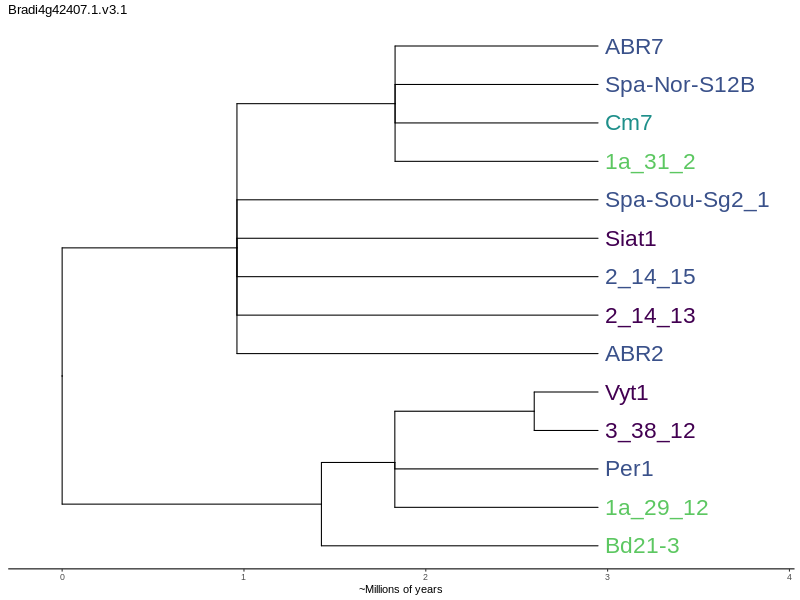 Bradi4g42407.1.v3.1
ABR7
Spa-Nor-S12B
Cm7
1a_31_2
Spa-Sou-Sg2_1
Siat1
2_14_15
2_14_13
ABR2
Vyt1
3_38_12
Per1
1a_29_12
Bd21-3
0 1 2 3 4
~Millions of years